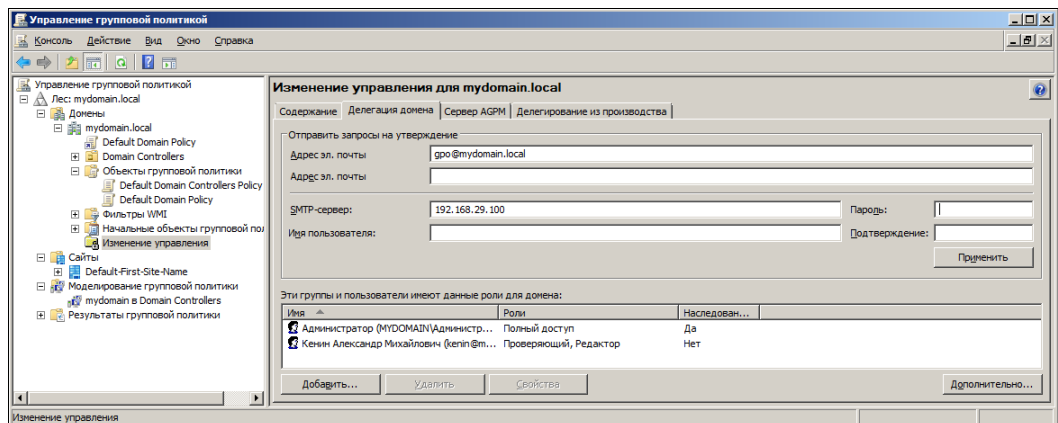 Управление групповой политикой
Консоль Действие Вид Окно Справка
Управление групповой политикой
Лес: mydomain.local
Домены
mydomain.local
Default Domain Policy
Domain Controllers
Объекты групповой политики
Default Domain Controllers Policy
Default Domain Policy
Фильтры WMI
Начальные объекты групповой пол
Изменение управления
Сайты
Default-First-Site-Name
Моделирование групповой политики
mydomain в Domain Controllers
Результаты групповой политики
Изменение управления для mydomain.local
Содержание Делегация домена Сервер AGPM Делегирование из производства
Отправить запросы на утверждение
Адрес эл. почты gpo@mydomain.local
Адрес эл. почты
SMTP-сервер: 192.168.29.100 Пароль:
Имя пользователя: Подтверждение:
Применить
Эти группы и пользователи имеют данные роли для домена:
Имя Роли Наследован...
Администратор (MYDOMAIN\Администр... Полный доступ Да
Кенин Александр Михайлович (kenin@m... Проверяющий, Редактор Нет
Добавить... Удалить Свойства Дополнительно...
Изменение управления